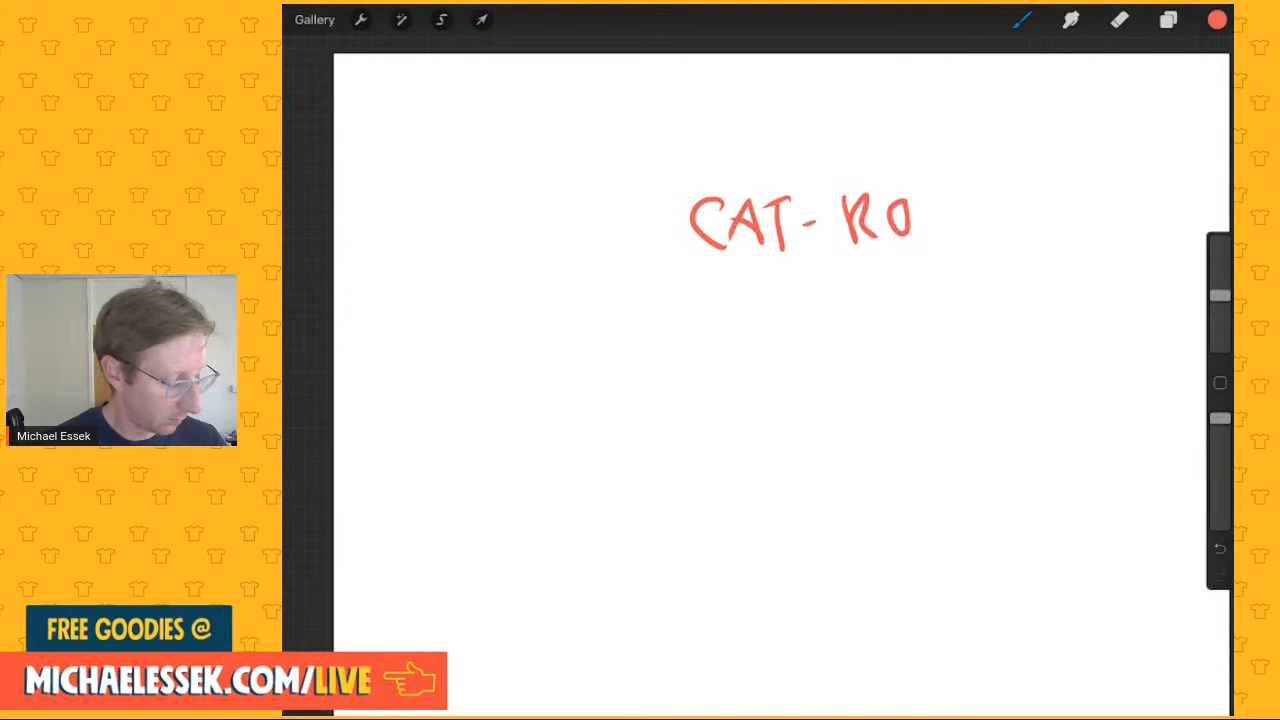 Gallery
CAT-RO
Michael Essek
FREE GOODIES @
MICHAELESSEK.COM/LIVE